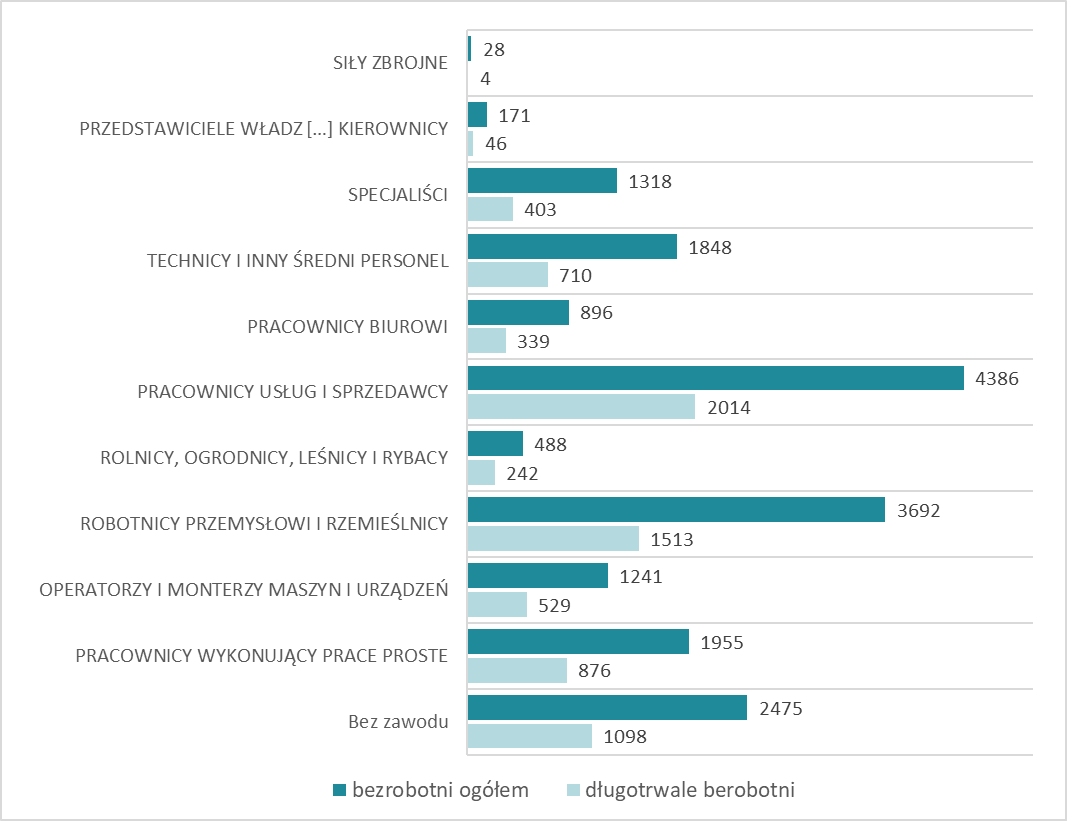 SIŁY ZBROJNE
28
4
PRZEDSTAWICIELE WŁADZ [...] KIEROWNICY
171
46
SPECJALIŚCI
1318
403
TECHNICY I INNY ŚREDNI PERSONEL
1848
710
PRACOWNICY BIUROWI
896
339
PRACOWNICY USŁUG I SPRZEDAWCY
4386
2014
ROLNICY, OGRODNICY, LEŚNICY I RYBACY
488
242
ROBOTNICY PRZEMYSŁOWI I RZEMIEŚLNICY
3692
1513
OPERATORZY I MONTERZY MASZYN I URZĄDZEŃ
1241
529
PRACOWNICY WYKONUJĄCY PRACE PROSTE
1955
876
Bez zawodu
2475
1098
bezrobotni ogółem
długotrwale berobotni